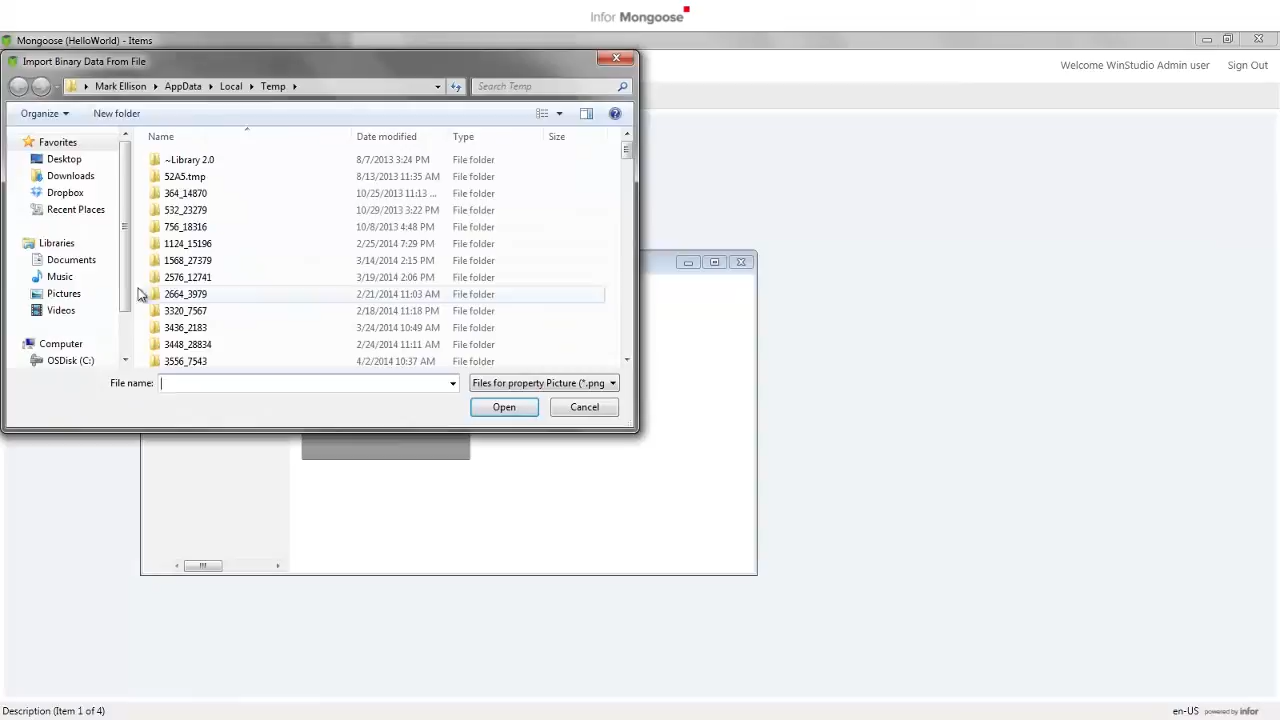 Infor Mongoose
Mongoose (HelloWorld) - Items
Import Binary Data From File
Mark Ellison AppData Local Temp
Search Temp
Welcome WinStudio Admin user Sign Out
Organize New folder
Favorites
Desktop
Downloads
Dropbox
Recent Places
Libraries
Documents
Music
Pictures
Videos
Computer
OSDisk (C:)
Name Date modified Type Size
~Library 2.0 8/7/2013 3:24 PM File folder
52A5.tmp 8/13/2013 11:35 AM File folder
364_14870 10/25/2013 11:13 ... File folder
532_23279 10/29/2013 3:22 PM File folder
756_18316 10/8/2013 4:48 PM File folder
1124_15196 2/25/2014 7:29 PM File folder
1568_27379 3/14/2014 2:15 PM File folder
2576_12741 3/19/2014 2:06 PM File folder
2664_3979 2/21/2014 11:03 AM File folder
3320_7567 2/18/2014 11:18 PM File folder
3436_2183 3/24/2014 10:49 AM File folder
3448_28834 2/24/2014 11:11 AM File folder
3556_7543 4/2/2014 10:37 AM File folder
File name:
Files for property Picture (*.png
Open Cancel
Description (Item 1 of 4)
en-US powered by infor